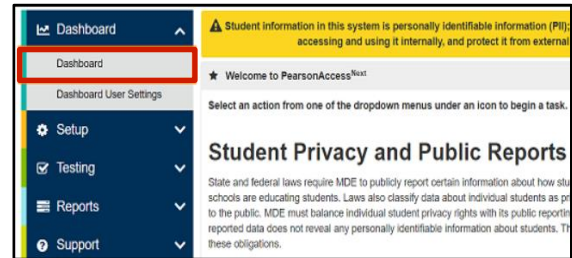 Dashboard
Dashboard
Dashboard User Settings
Setup
Testing
Reports
Support
Student information in this system is personally identifiable information (PII);
accessing and using it internally, and protect it from external
Welcome to PearsonAccessNext
Select an action from one of the dropdown menus under an icon to begin a task.
Student Privacy and Public Reports
State and federal laws require MDE to publicly report certain information about how stu
schools are educating students. Laws also classify data about individual students as pr
to the public. MDE must balance individual student privacy rights with its public reportin
reported data does not reveal any personally identifiable information about students. Th
these obligations.